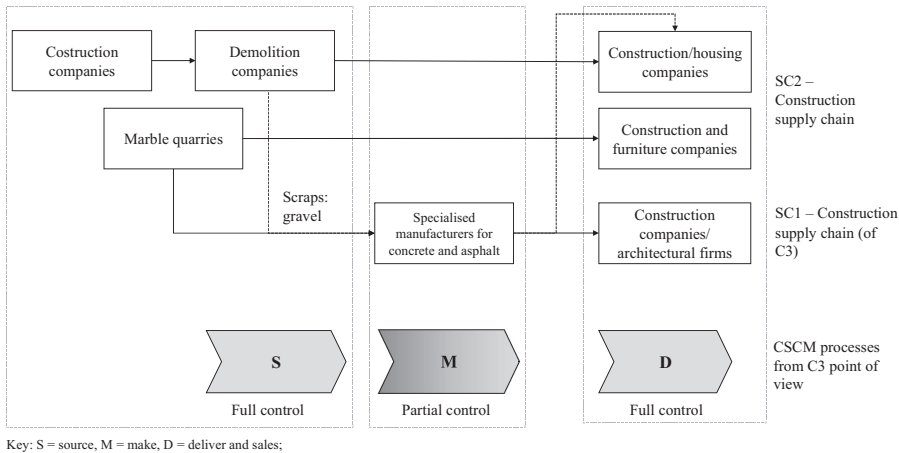 Costruction
companies
Demolition
companies
Construction/housing
companies
SC2 –
Construction
supply chain
Marble quarries
Construction and
furniture companies
Scraps:
gravel
Specialised
manufacturers for
concrete and asphalt
Construction
companies/
architectural firms
SC1 – Construction
supply chain (of
C3)
S
M
D
CSCM processes
from C3 point of
view
Full control
Partial control
Full control
Key: S = source, M = make, D = deliver and sales;